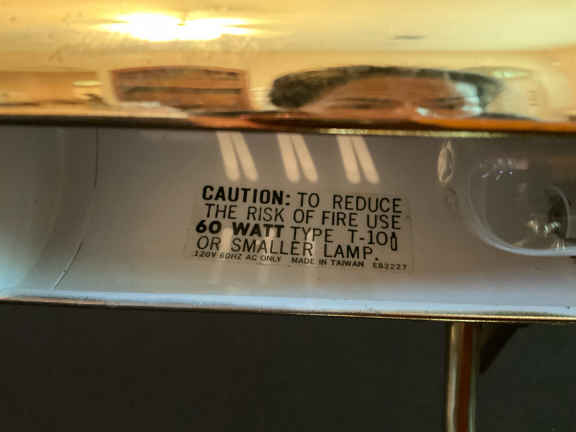 CAUTION: TO REDUCE
THE RISK OF FIRE USE
60 WATT TYPE T-10
OR SMALLER LAMP.
120V 60HZ AC ONLY MADE IN TAIWAN E82227